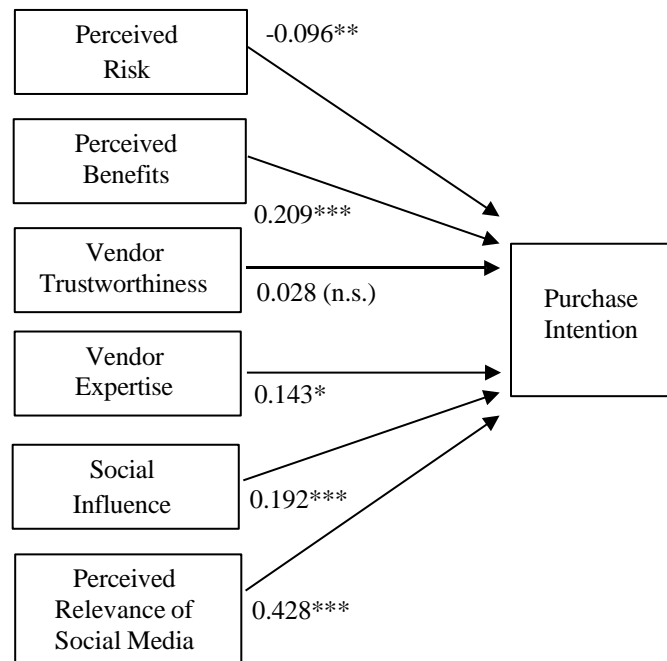 Perceived
Risk
-0.096**
Perceived
Benefits
0.209***
Vendor
Trustworthiness
0.028 (n.s.)
Purchase
Intention
Vendor
Expertise
0.143*
Social
Influence
0.192***
Perceived
Relevance of
Social Media
0.428***